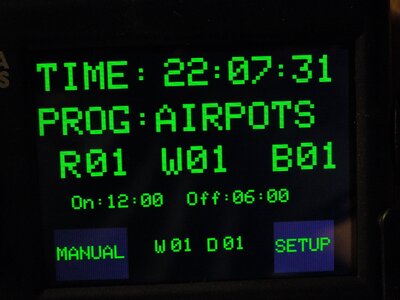 TIME: 22:07:31
PROG:AIRPOTS
R01 W01 B01
On:12:00 Off:06:00
MANUAL W01 D01 SETUP